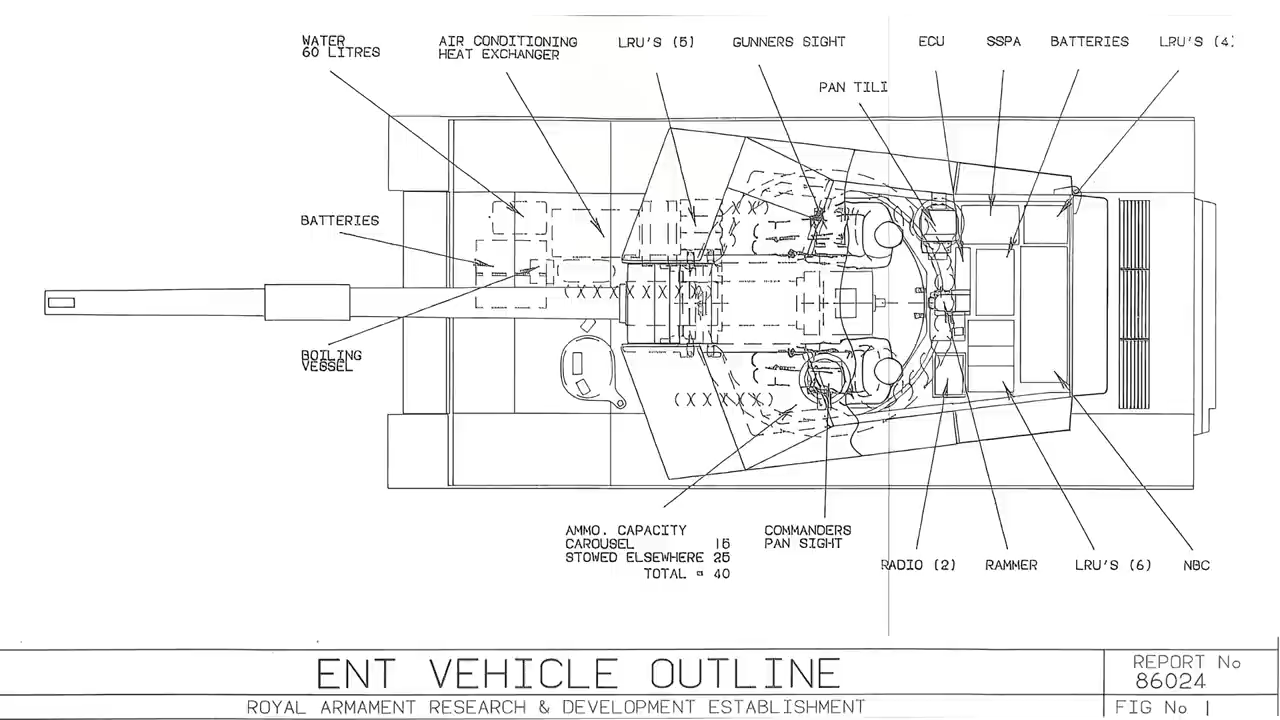 WATER
60 LITRES
AIR CONDITIONING
HEAT EXCHANGER
LRU'S (5)
GUNNERS SIGHT
ECU
SSPA
BATTERIES
LRU'S (4)
PAN TILT
BATTERIES
BOILING
VESSEL
(XXXXX)
AMMO. CAPACITY
CAROUSEL 15
STOWED ELSEWHERE 25
TOTAL = 40
COMMANDERS
PAN SIGHT
RADIO (2)
RAMMER
LRU'S (6)
NBC
ENT VEHICLE OUTLINE
ROYAL ARMAMENT RESEARCH & DEVELOPMENT ESTABLISHMENT
REPORT No
86024
FIG No 1